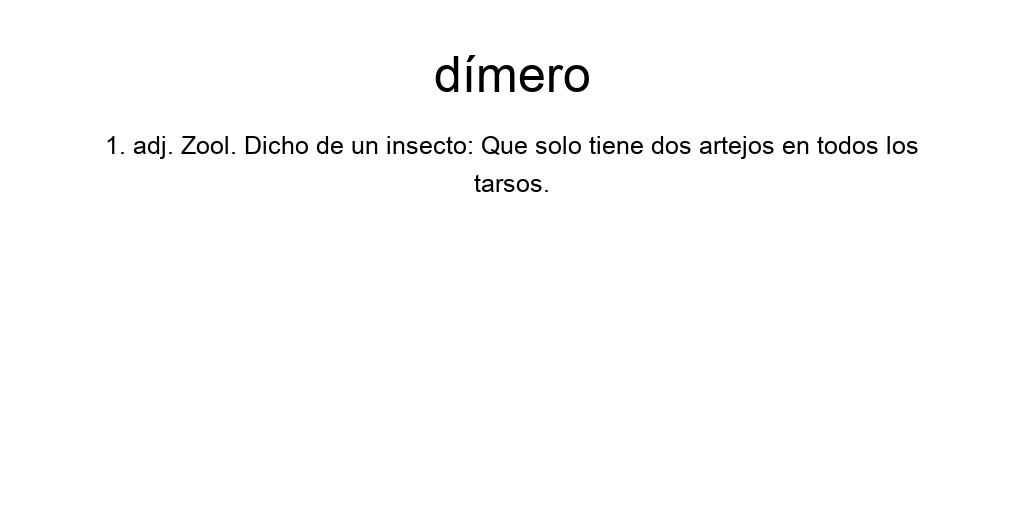 dímero
1. adj. Zool. Dicho de un insecto: Que solo tiene dos artejos en todos los
tarsos.